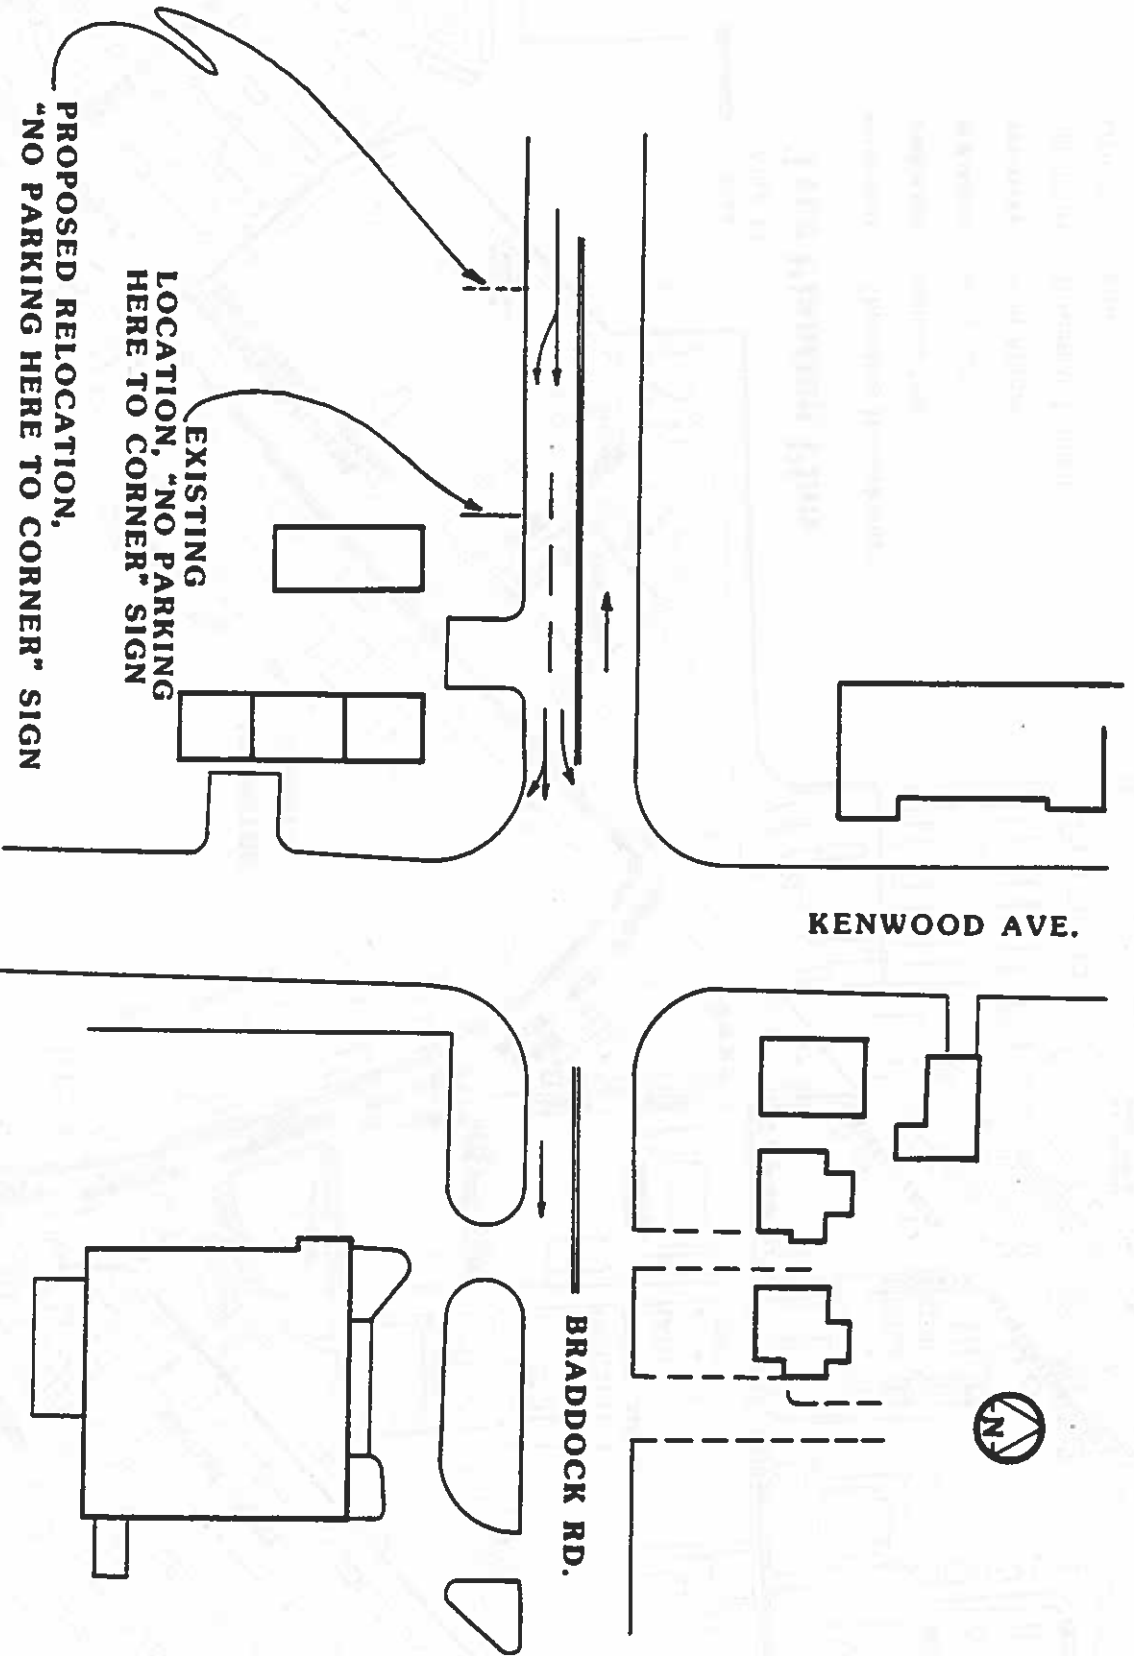 KENWOOD AVE.
BRADDOCK RD.
N
EXISTING
LOCATION, "NO PARKING
HERE TO CORNER" SIGN
PROPOSED RELOCATION,
"NO PARKING HERE TO CORNER" SIGN